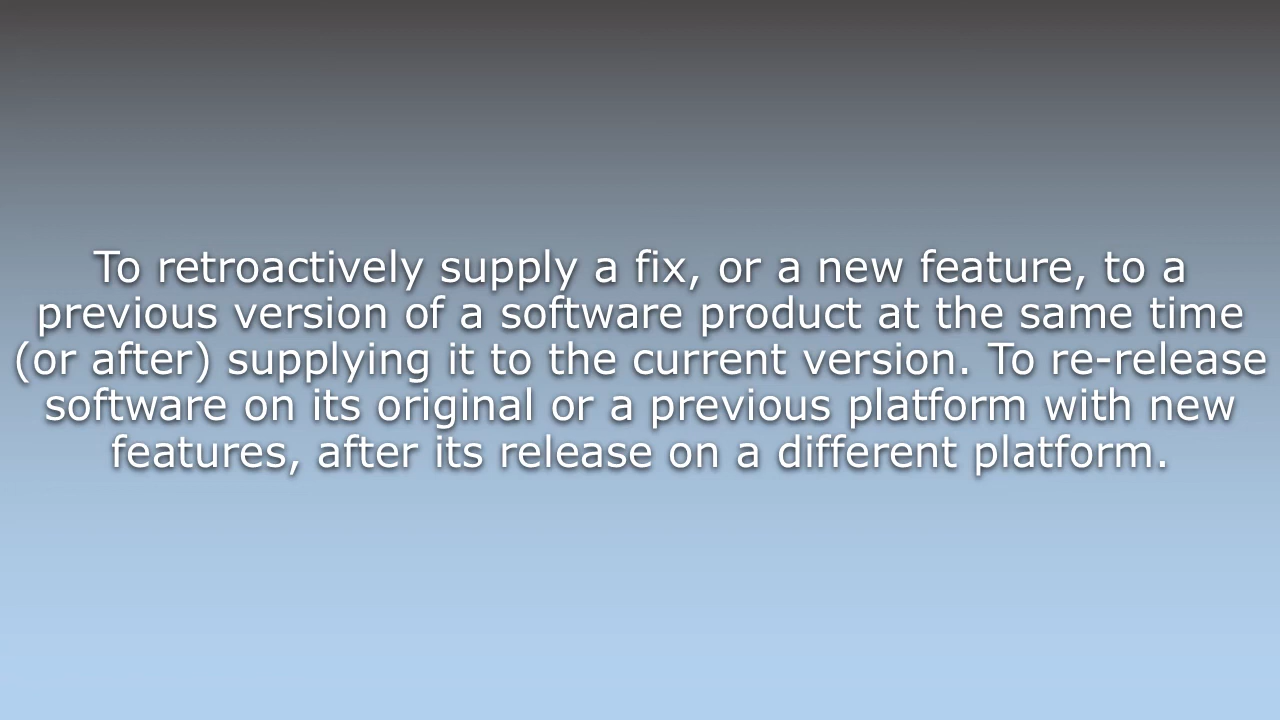 To retroactively supply a fix, or a new feature, to a
previous version of a software product at the same time
(or after) supplying it to the current version. To re-release
software on its original or a previous platform with new
features, after its release on a different platform.